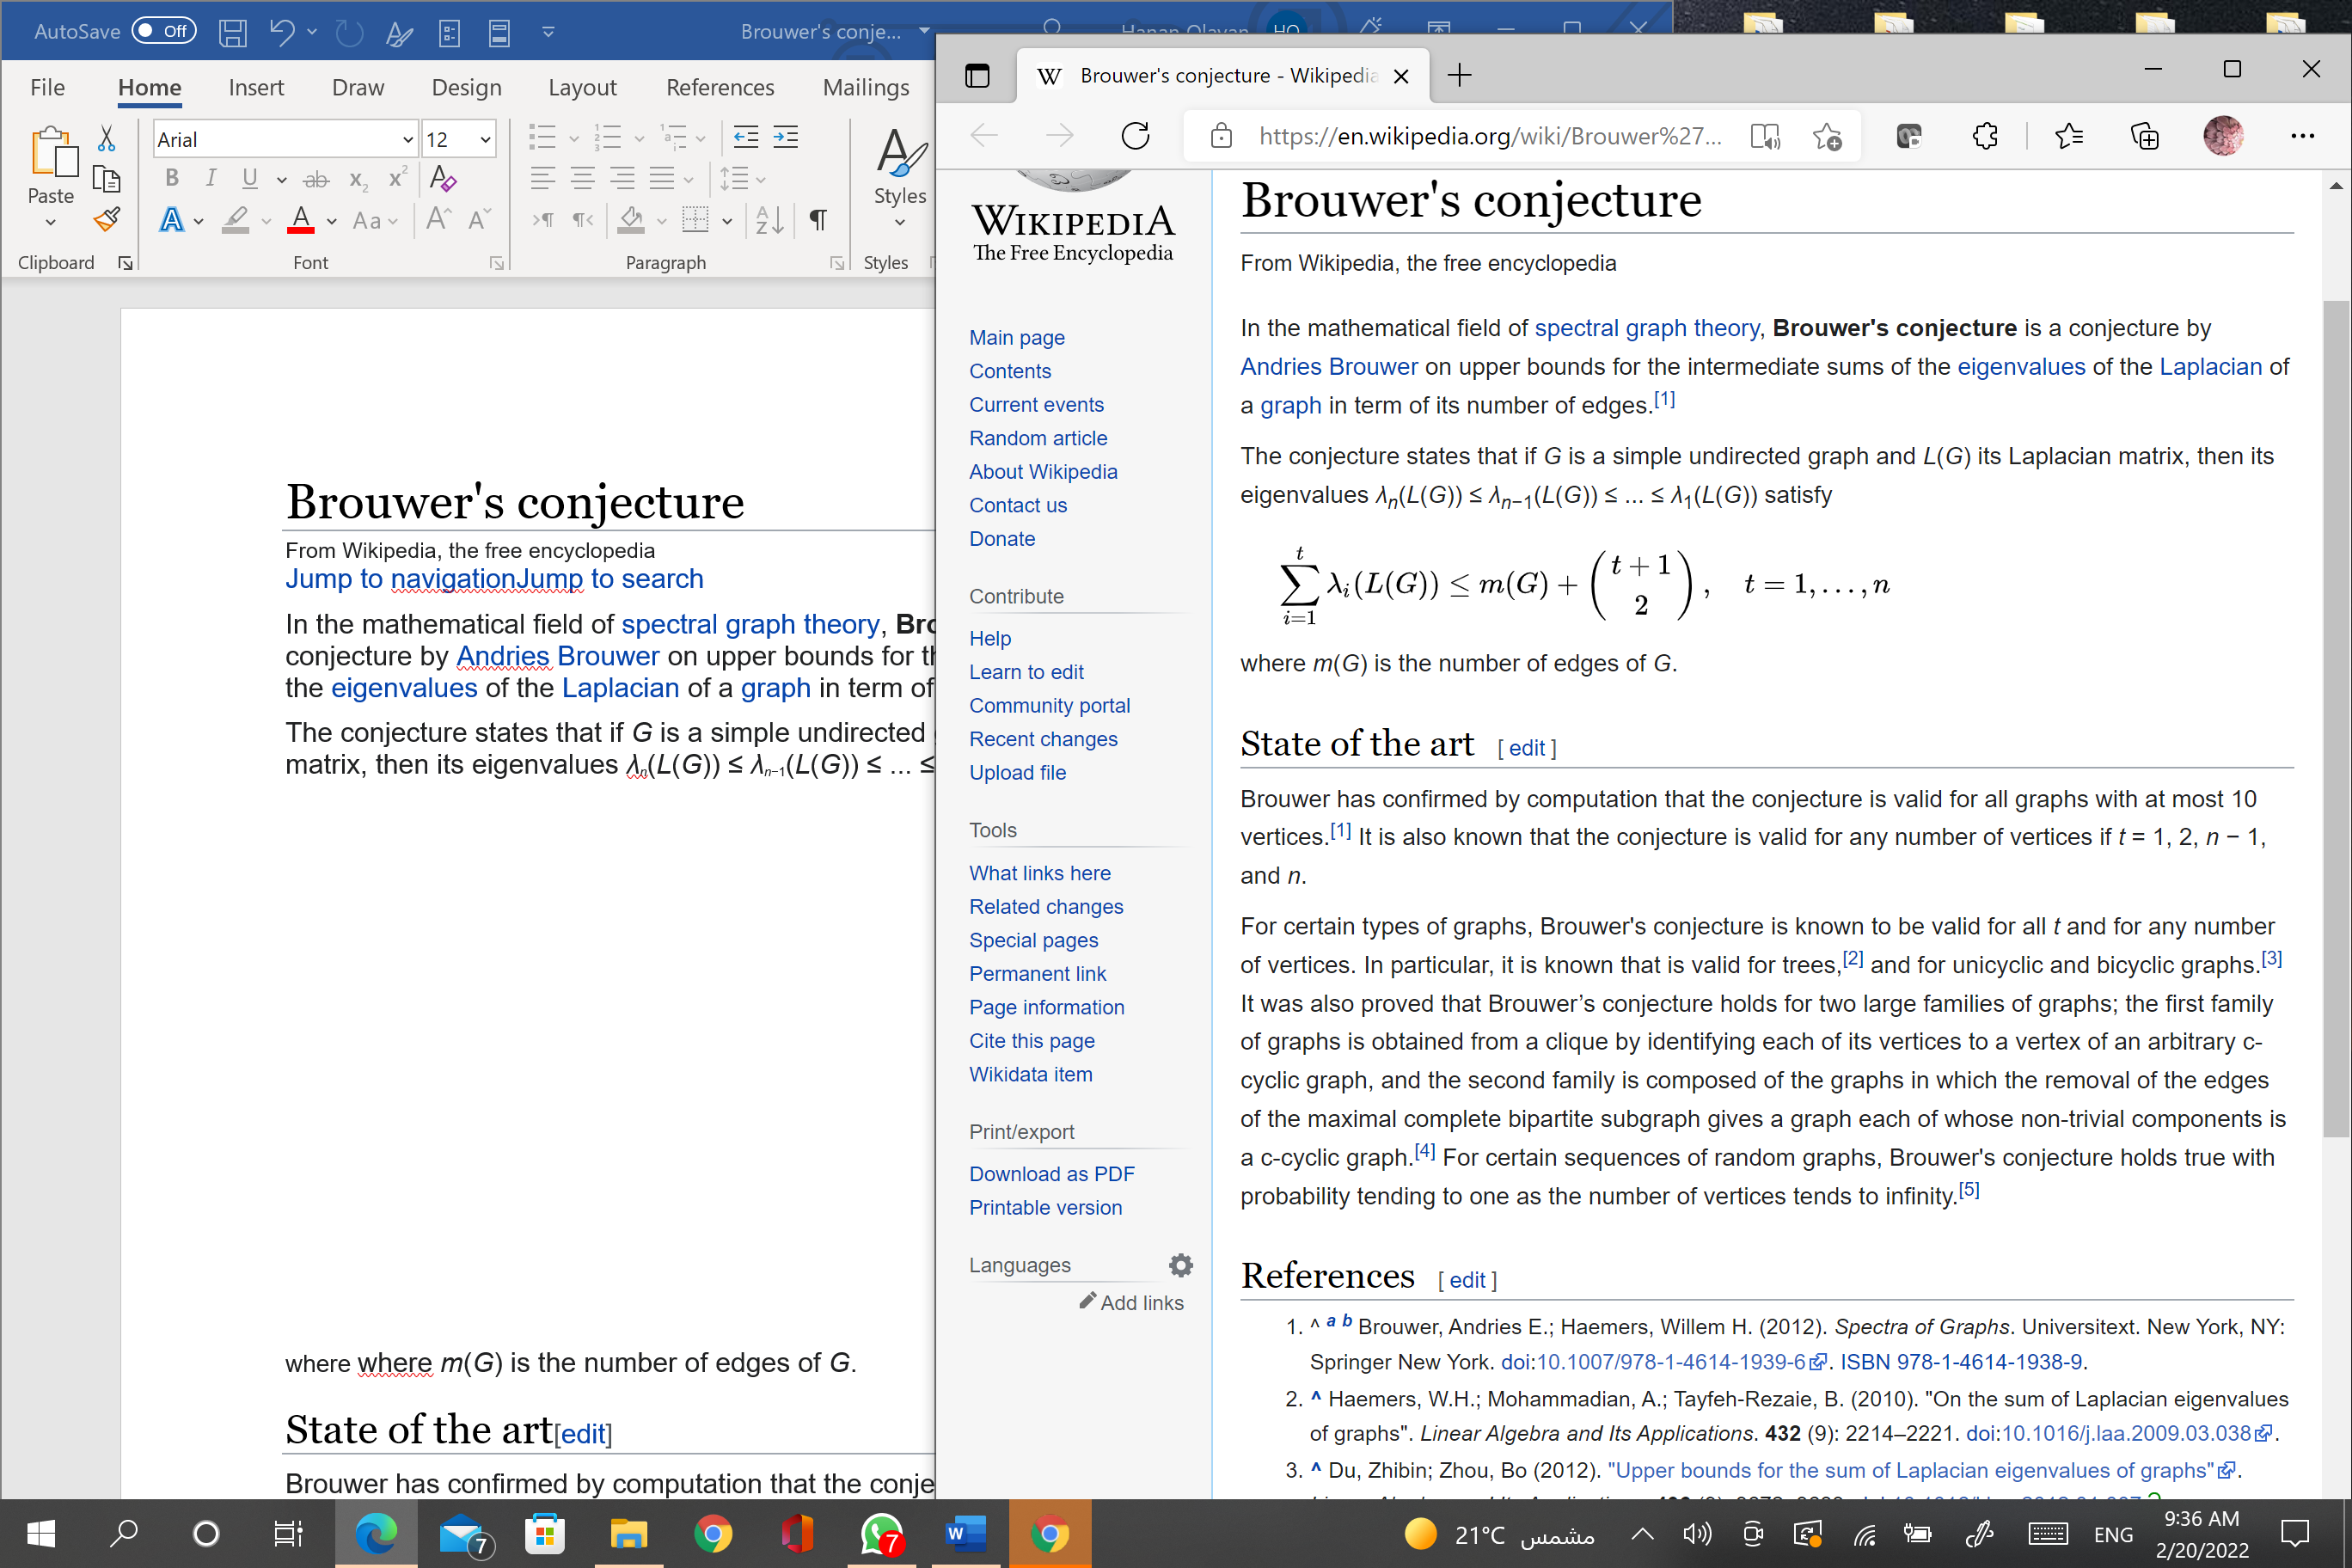 AutoSave Off Brouwer's conje...
File Home Insert Draw Design Layout References Mailings
Paste
Arial 12
Styles
Clipboard Font Paragraph Styles
Brouwer's conjecture
From Wikipedia, the free encyclopedia
Jump to navigationJump to search
In the mathematical field of spectral graph theory, Bro
conjecture by Andries Brouwer on upper bounds for
the eigenvalues of the Laplacian of a graph in term of
The conjecture states that if G is a simple undirected
matrix, then its eigenvalues λn(L(G)) ≤ λn−1(L(G)) ≤ ... ≤
where where m(G) is the number of edges of G.
State of the art[edit]
Brouwer has confirmed by computation that the conje
Brouwer's conjecture - Wikipedia
https://en.wikipedia.org/wiki/Brouwer%27...
WIKIPEDIA
The Free Encyclopedia
Main page
Contents
Current events
Random article
About Wikipedia
Contact us
Donate
Contribute
Help
Learn to edit
Community portal
Recent changes
Upload file
Tools
What links here
Related changes
Special pages
Permanent link
Page information
Cite this page
Wikidata item
Print/export
Download as PDF
Printable version
Languages
Add links
Brouwer's conjecture
From Wikipedia, the free encyclopedia
In the mathematical field of spectral graph theory, Brouwer's conjecture is a conjecture by
Andries Brouwer on upper bounds for the intermediate sums of the eigenvalues of the Laplacian of
a graph in term of its number of edges.[1]
The conjecture states that if G is a simple undirected graph and L(G) its Laplacian matrix, then its
eigenvalues λn(L(G)) ≤ λn−1(L(G)) ≤ ... ≤ λ1(L(G)) satisfy
∑_{i=1}^{t} λi(L(G)) ≤ m(G) + (t + 1 2), t = 1, . . . , n
where m(G) is the number of edges of G.
State of the art [ edit ]
Brouwer has confirmed by computation that the conjecture is valid for all graphs with at most 10
vertices.[1] It is also known that the conjecture is valid for any number of vertices if t = 1, 2, n − 1,
and n.
For certain types of graphs, Brouwer's conjecture is known to be valid for all t and for any number
of vertices. In particular, it is known that is valid for trees,[2] and for unicyclic and bicyclic graphs.[3]
It was also proved that Brouwer’s conjecture holds for two large families of graphs; the first family
of graphs is obtained from a clique by identifying each of its vertices to a vertex of an arbitrary c-
cyclic graph, and the second family is composed of the graphs in which the removal of the edges
of the maximal complete bipartite subgraph gives a graph each of whose non-trivial components is
a c-cyclic graph.[4] For certain sequences of random graphs, Brouwer's conjecture holds true with
probability tending to one as the number of vertices tends to infinity.[5]
References [ edit ]
1. ^ a b Brouwer, Andries E.; Haemers, Willem H. (2012). Spectra of Graphs. Universitext. New York, NY:
Springer New York. doi:10.1007/978-1-4614-1939-6. ISBN 978-1-4614-1938-9.
2. ^ Haemers, W.H.; Mohammadian, A.; Tayfeh-Rezaie, B. (2010). "On the sum of Laplacian eigenvalues
of graphs". Linear Algebra and Its Applications. 432 (9): 2214–2221. doi:10.1016/j.laa.2009.03.038.
3. ^ Du, Zhibin; Zhou, Bo (2012). "Upper bounds for the sum of Laplacian eigenvalues of graphs".
7 7 21°C مشمس ENG 9:36 AM
2/20/2022